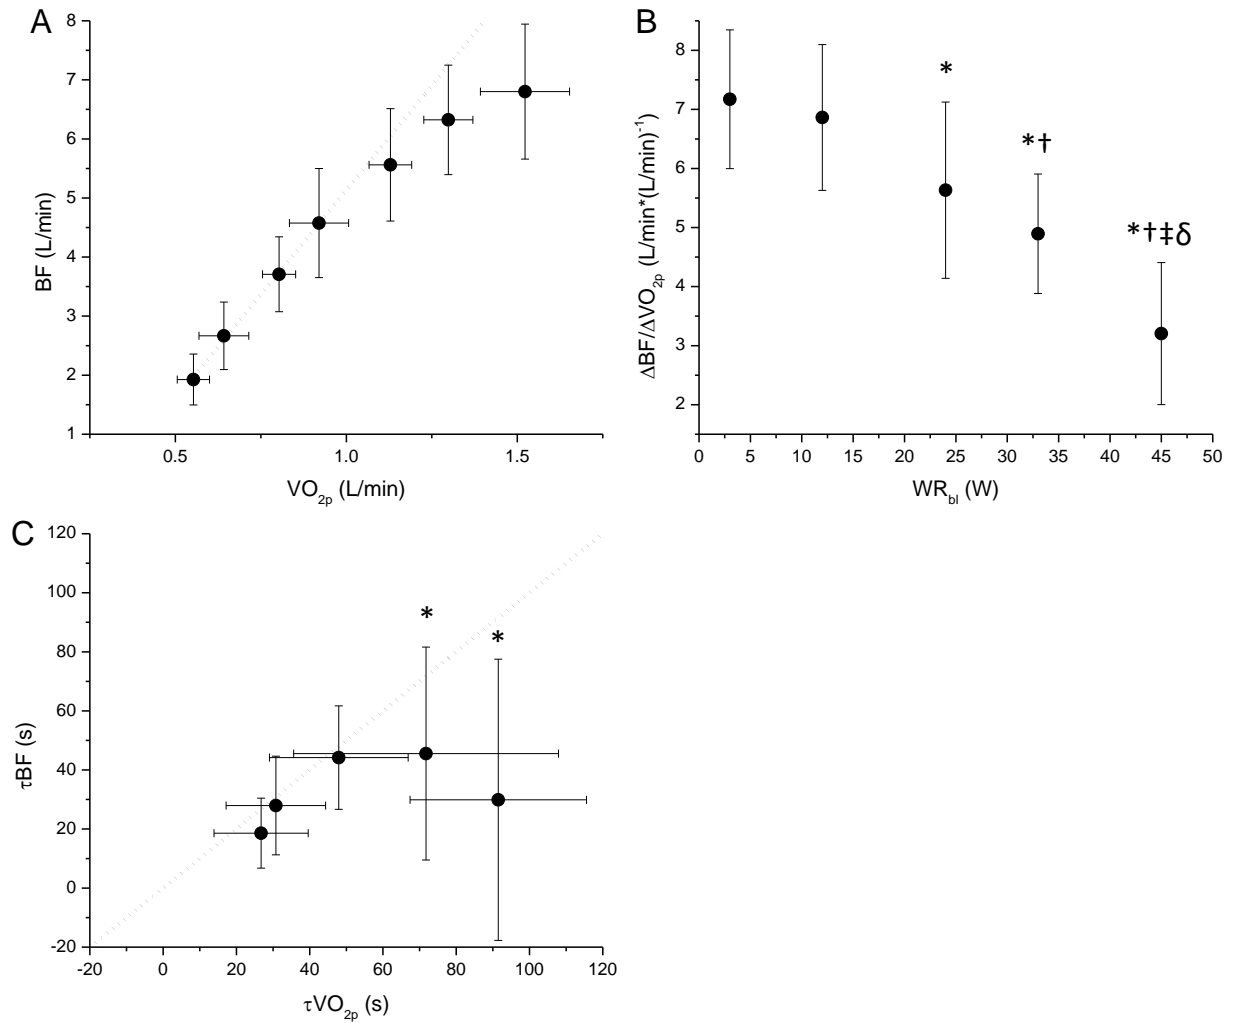 A
8
7
6
5
4
3
2
1
BF (L/min)
0.5 1.0 1.5
VO2p (L/min)
B
8
7
6
5
4
3
2
ΔBF/ΔVO2p (L/min*(L/min)-1)
*
*†
*†‡δ
0 5 10 15 20 25 30 35 40 45 50
WRbl (W)
C
120
100
80
60
40
20
0
-20
τBF (s)
*
*
-20 0 20 40 60 80 100 120
τVO2p (s)